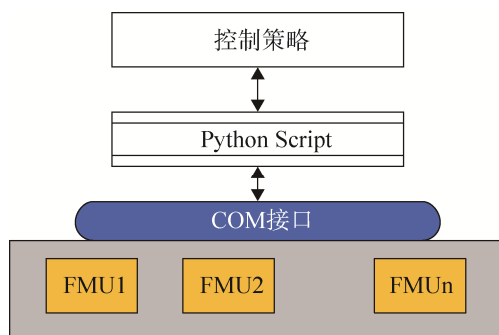 控制策略
Python Script
COM接口
FMU1 FMU2 FMUn